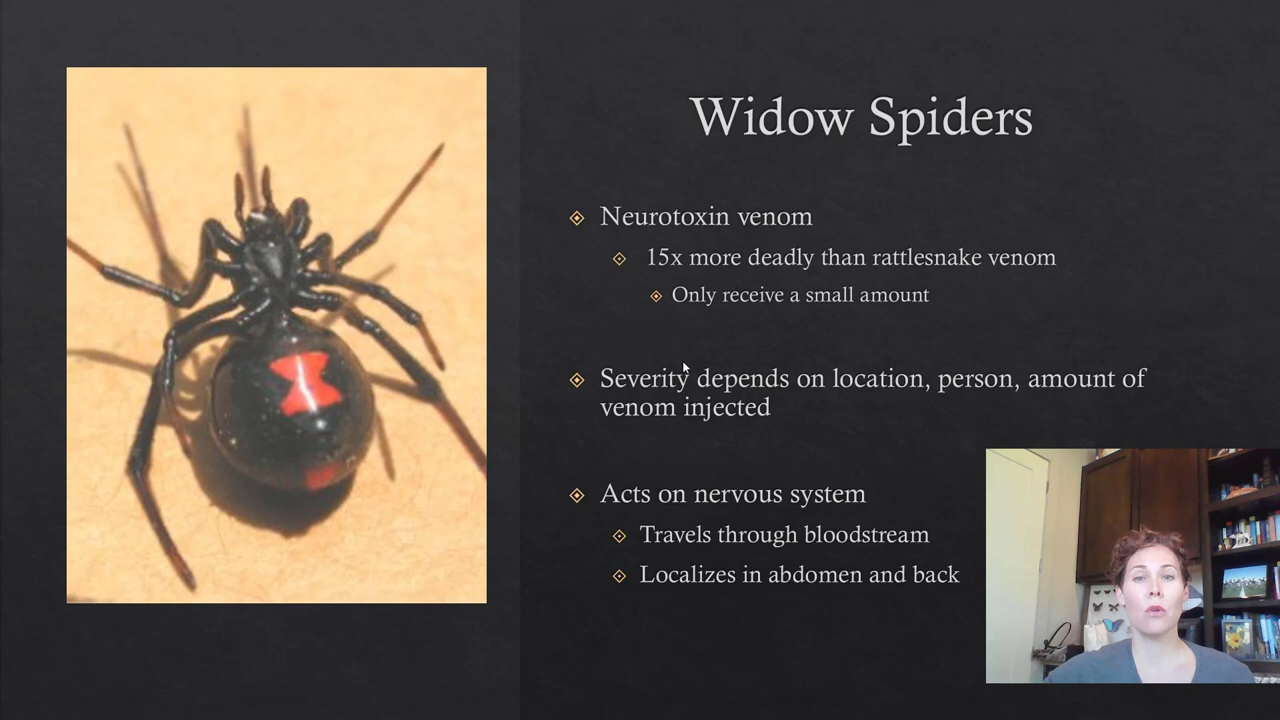 Widow Spiders
Neurotoxin venom
15x more deadly than rattlesnake venom
Only receive a small amount
Severity depends on location, person, amount of
venom injected
Acts on nervous system
Travels through bloodstream
Localizes in abdomen and back